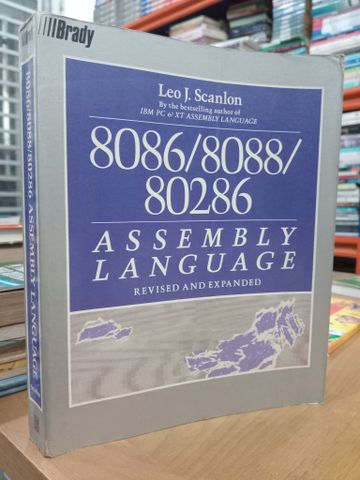 Brady
Leo J. Scanlon
By the bestselling author of
IBM PC & XT ASSEMBLY LANGUAGE
8086/8088/
80286
ASSEMBLY
LANGUAGE
REVISED AND EXPANDED
8086/8088/80286 ASSEMBLY LANGUAGE